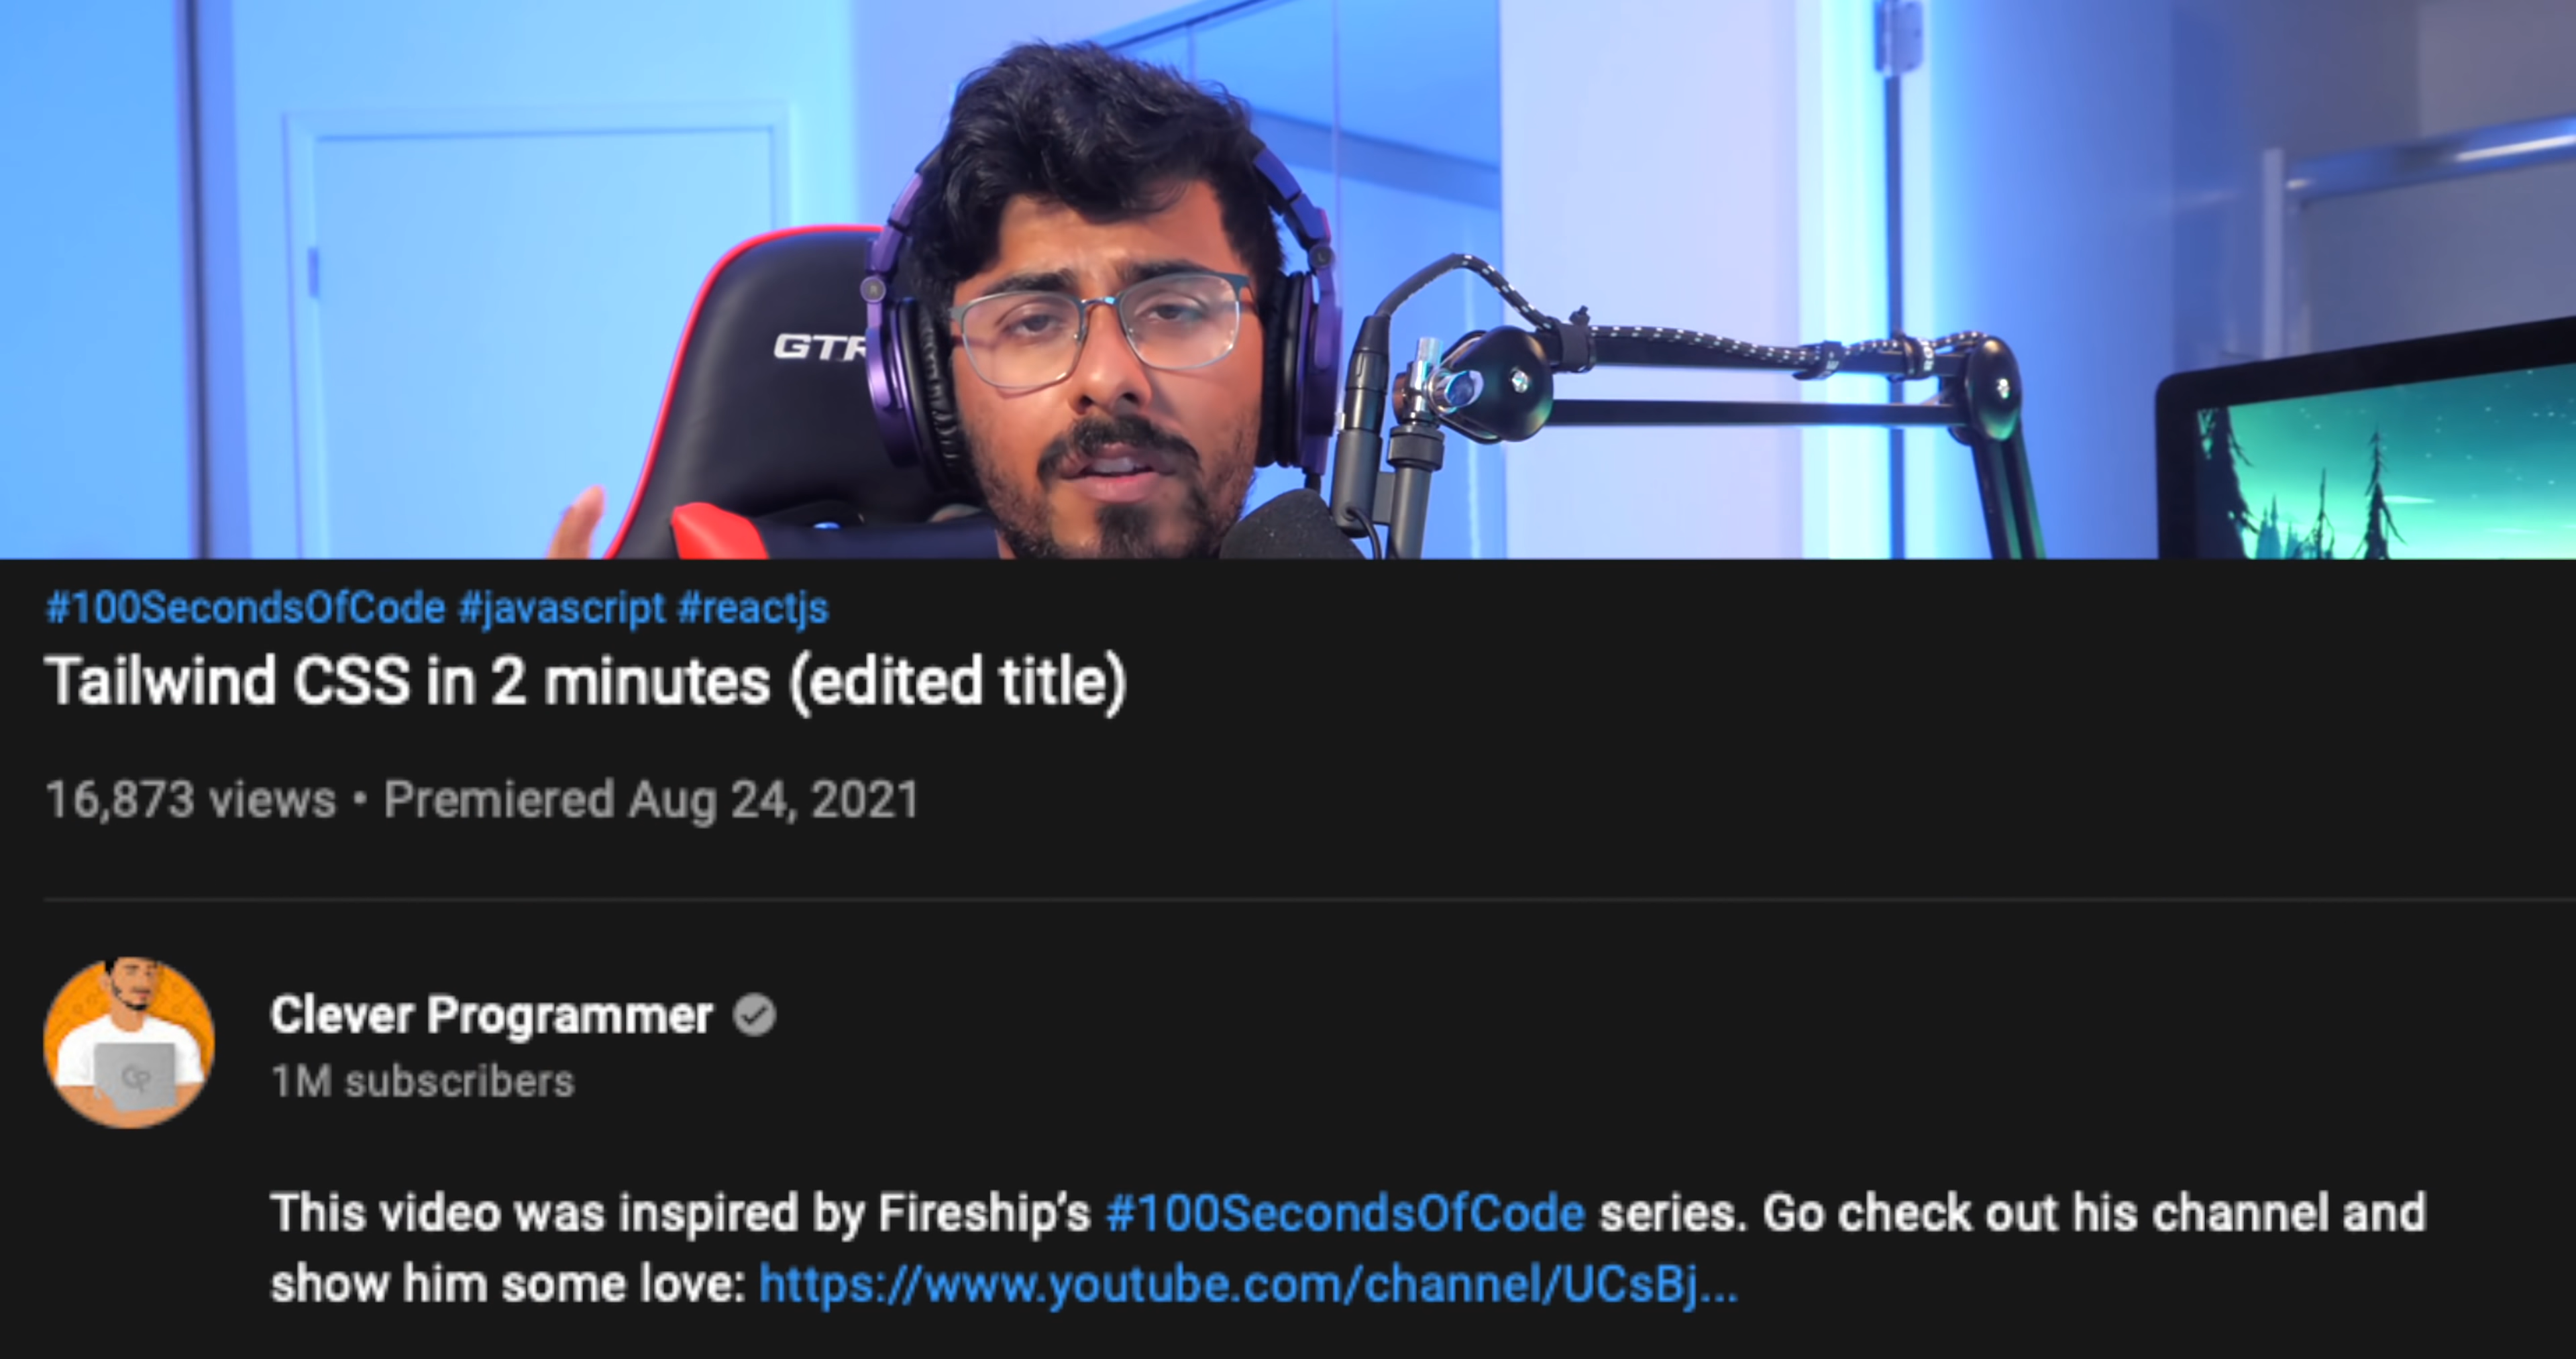 GTR
#100SecondsOfCode #javascript #reactjs
Tailwind CSS in 2 minutes (edited title)
16,873 views • Premiered Aug 24, 2021
Clever Programmer
1M subscribers
CP
This video was inspired by Fireship’s #100SecondsOfCode series. Go check out his channel and
show him some love: https://www.youtube.com/channel/UCsBj...